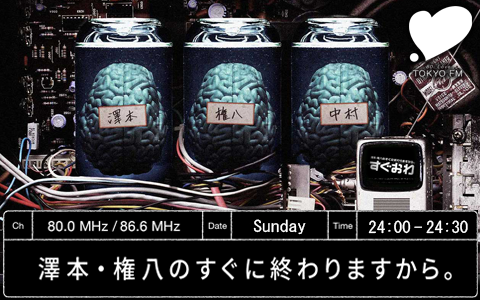 TOKYO FM
澤本
権八
中村
すぐおわ
Ch
80.0 MHz / 86.6 MHz
Date
Sunday
Time
24:00-24:30
澤本・権八のすぐに終わりますから。